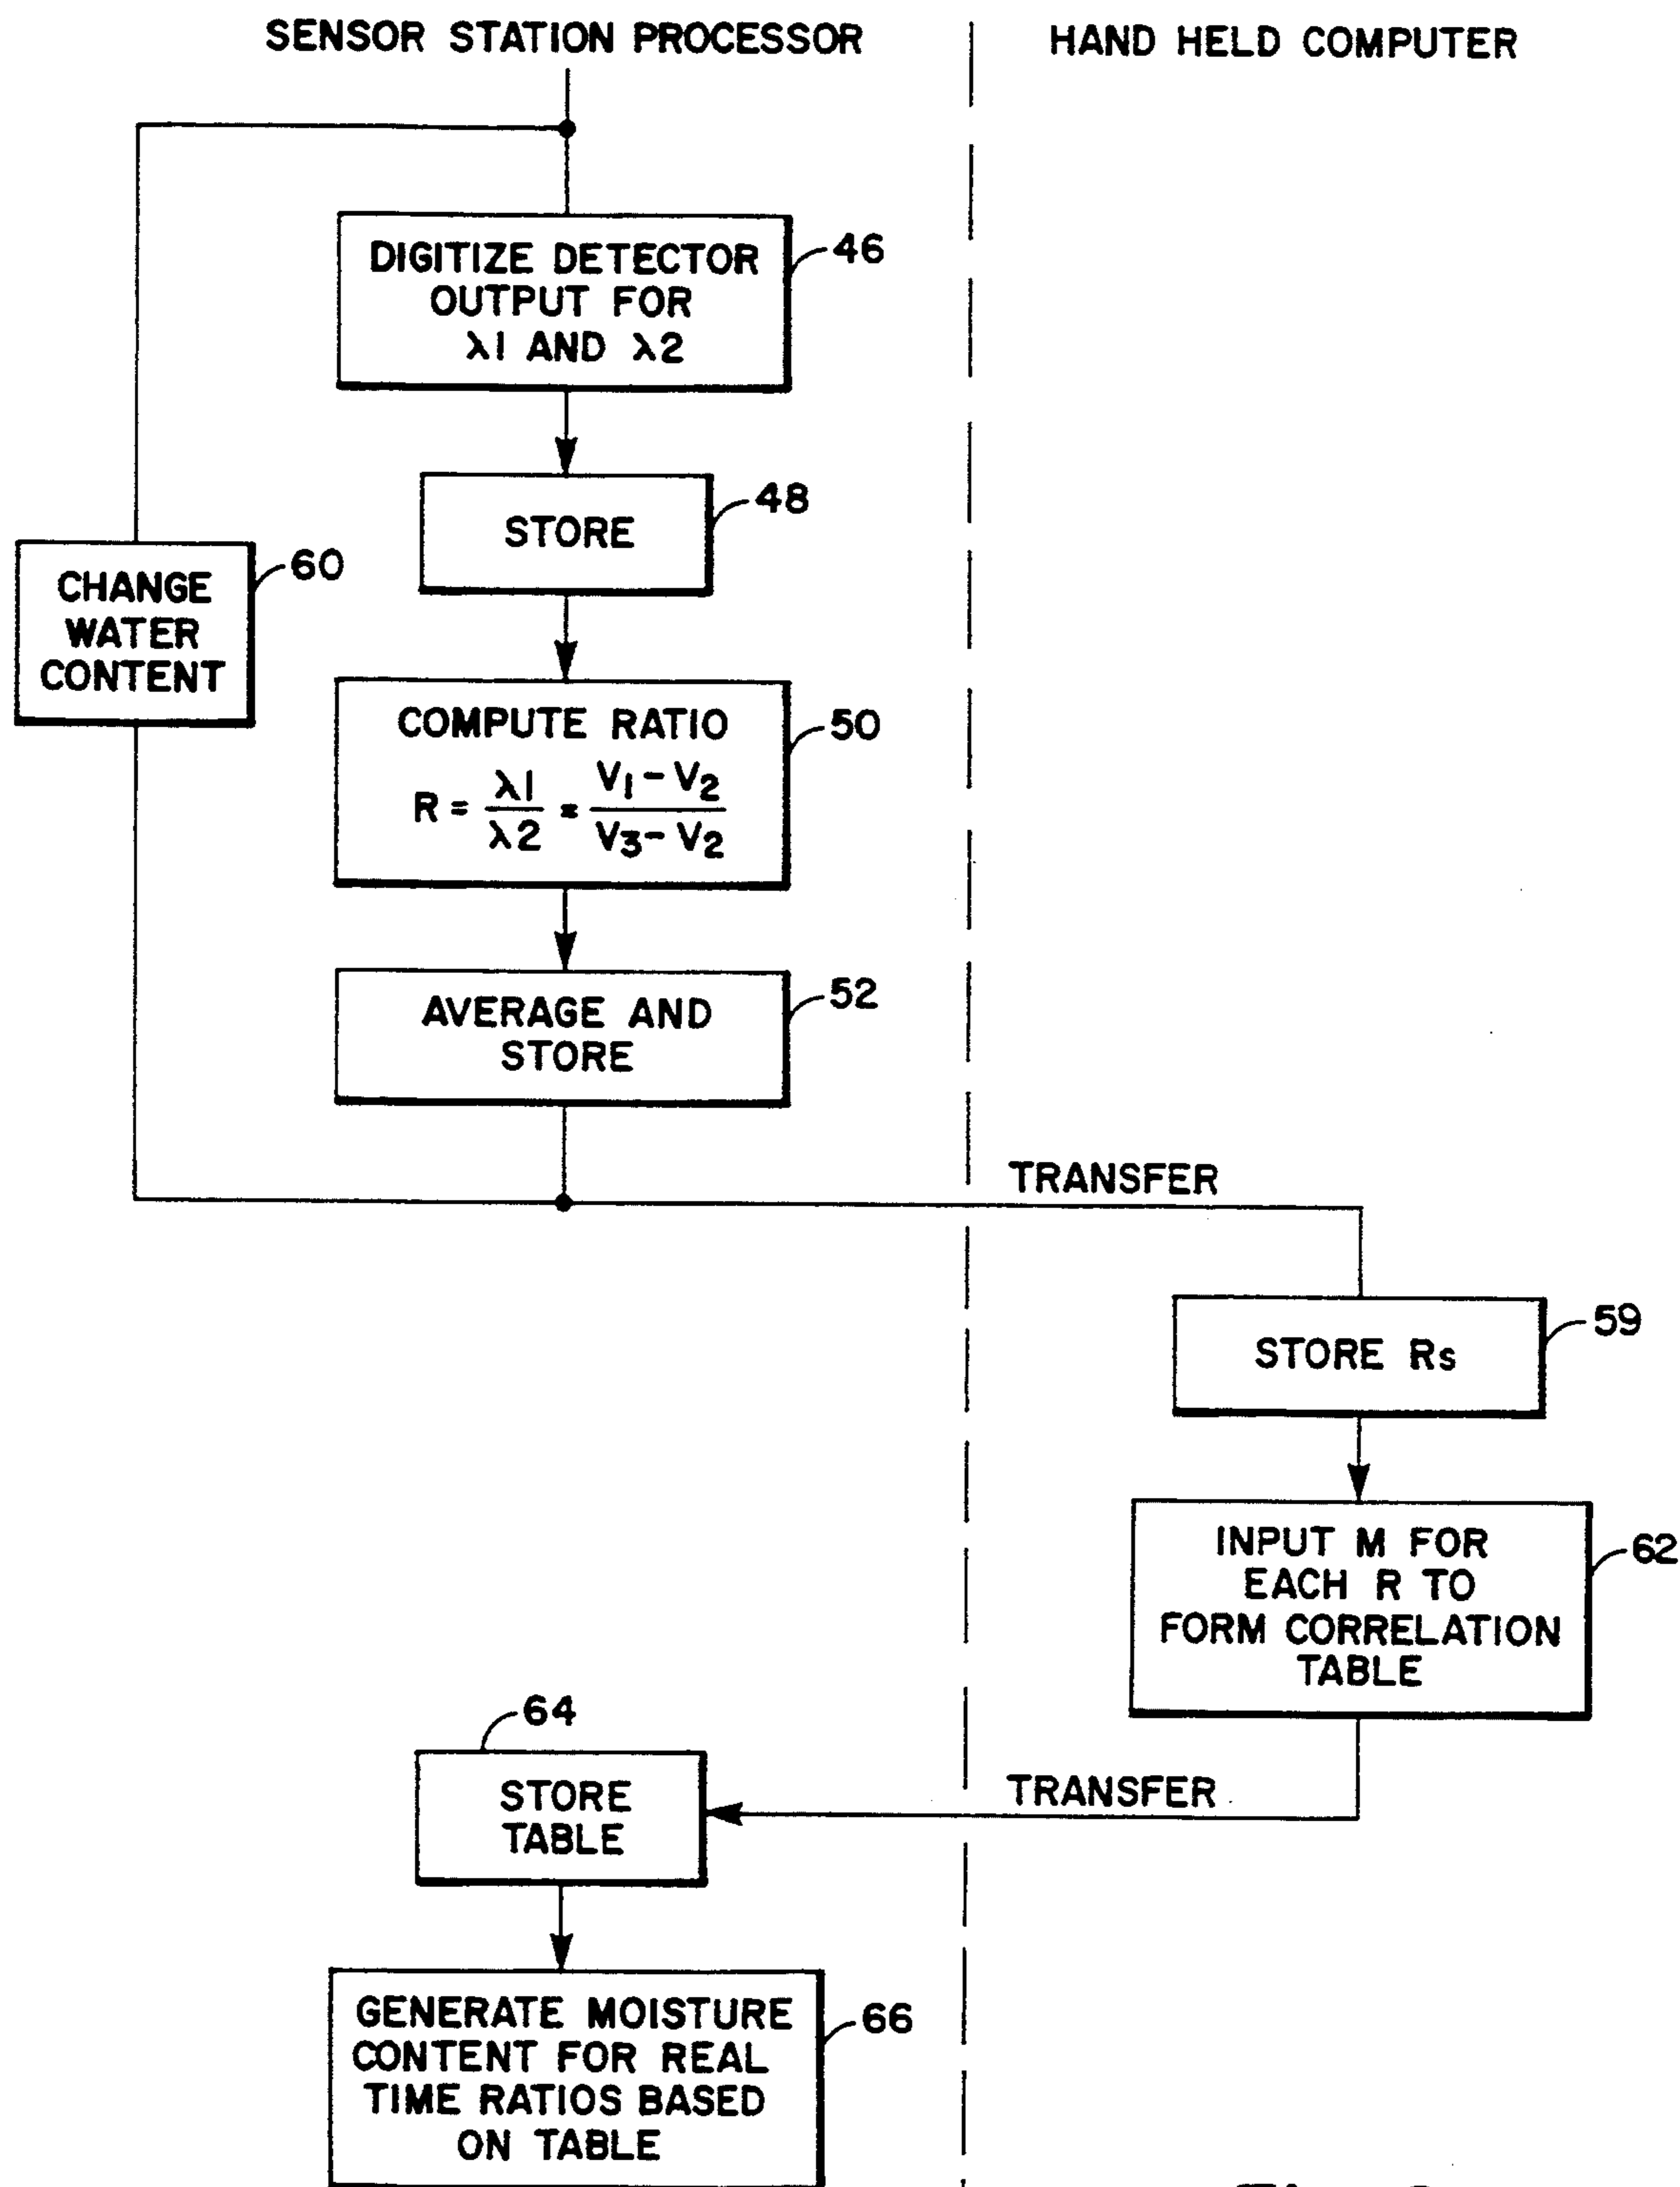 SENSOR STATION PROCESSOR
HAND HELD COMPUTER
DIGITIZE DETECTOR
OUTPUT FOR
λ1 AND λ2
46
STORE
48
CHANGE
WATER
CONTENT
60
COMPUTE RATIO
R = λ1/λ2 = V1 - V2 / V3 - V2
50
AVERAGE AND
STORE
52
TRANSFER
STORE Rs
59
INPUT M FOR
EACH R TO
FORM CORRELATION
TABLE
62
TRANSFER
64
STORE
TABLE
GENERATE MOISTURE
CONTENT FOR REAL
TIME RATIOS BASED
ON TABLE
66